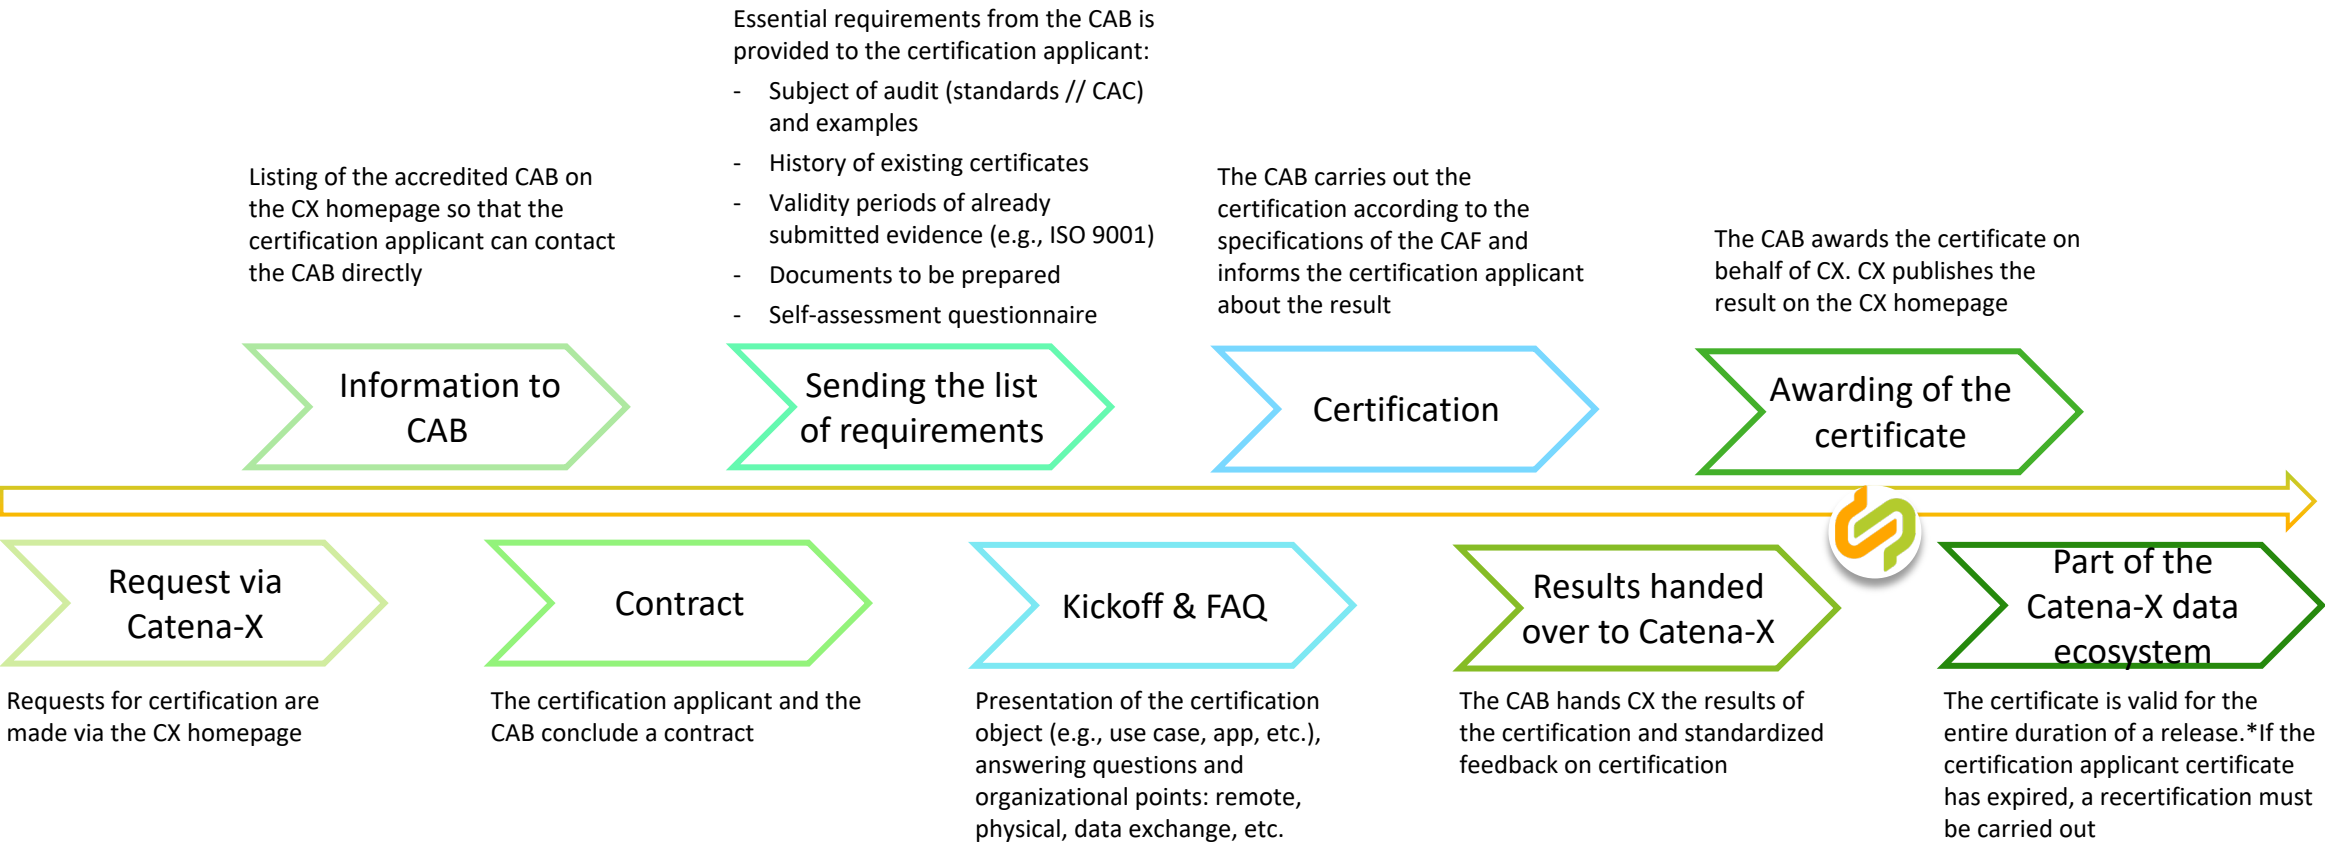 Essential requirements from the CAB is
provided to the certification applicant:
- Subject of audit (standards // CAC)
and examples
- History of existing certificates
- Validity periods of already
submitted evidence (e.g., ISO 9001)
- Documents to be prepared
- Self-assessment questionnaire
Listing of the accredited CAB on
the CX homepage so that the
certification applicant can contact
the CAB directly
The CAB carries out the
certification according to the
specifications of the CAF and
informs the certification applicant
about the result
The CAB awards the certificate on
behalf of CX. CX publishes the
result on the CX homepage
Information to
CAB
Sending the list
of requirements
Certification
Awarding of the
certificate
Request via
Catena-X
Contract
Kickoff & FAQ
Results handed
over to Catena-X
Part of the
Catena-X data
ecosystem
Requests for certification are
made via the CX homepage
The certification applicant and the
CAB conclude a contract
Presentation of the certification
object (e.g., use case, app, etc.),
answering questions and
organizational points: remote,
physical, data exchange, etc.
The CAB hands CX the results of
the certification and standardized
feedback on certification
The certificate is valid for the
entire duration of a release.*If the
certification applicant certificate
has expired, a recertification must
be carried out